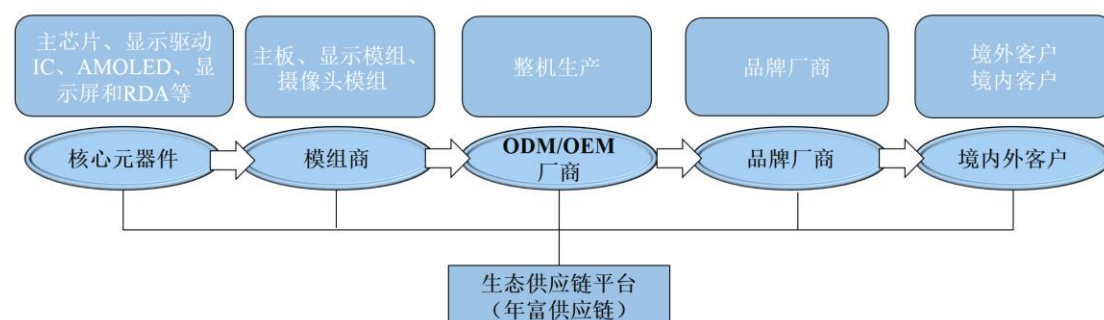 主芯片、显示驱动
IC、AMOLED、显
示屏和RDA等
主板、显示模组、
摄像头模组
整机生产
品牌厂商
境外客户
境内客户
核心元器件
模组商
ODM/OEM
厂商
品牌厂商
境内外客户
生态供应链平台
（年富供应链）